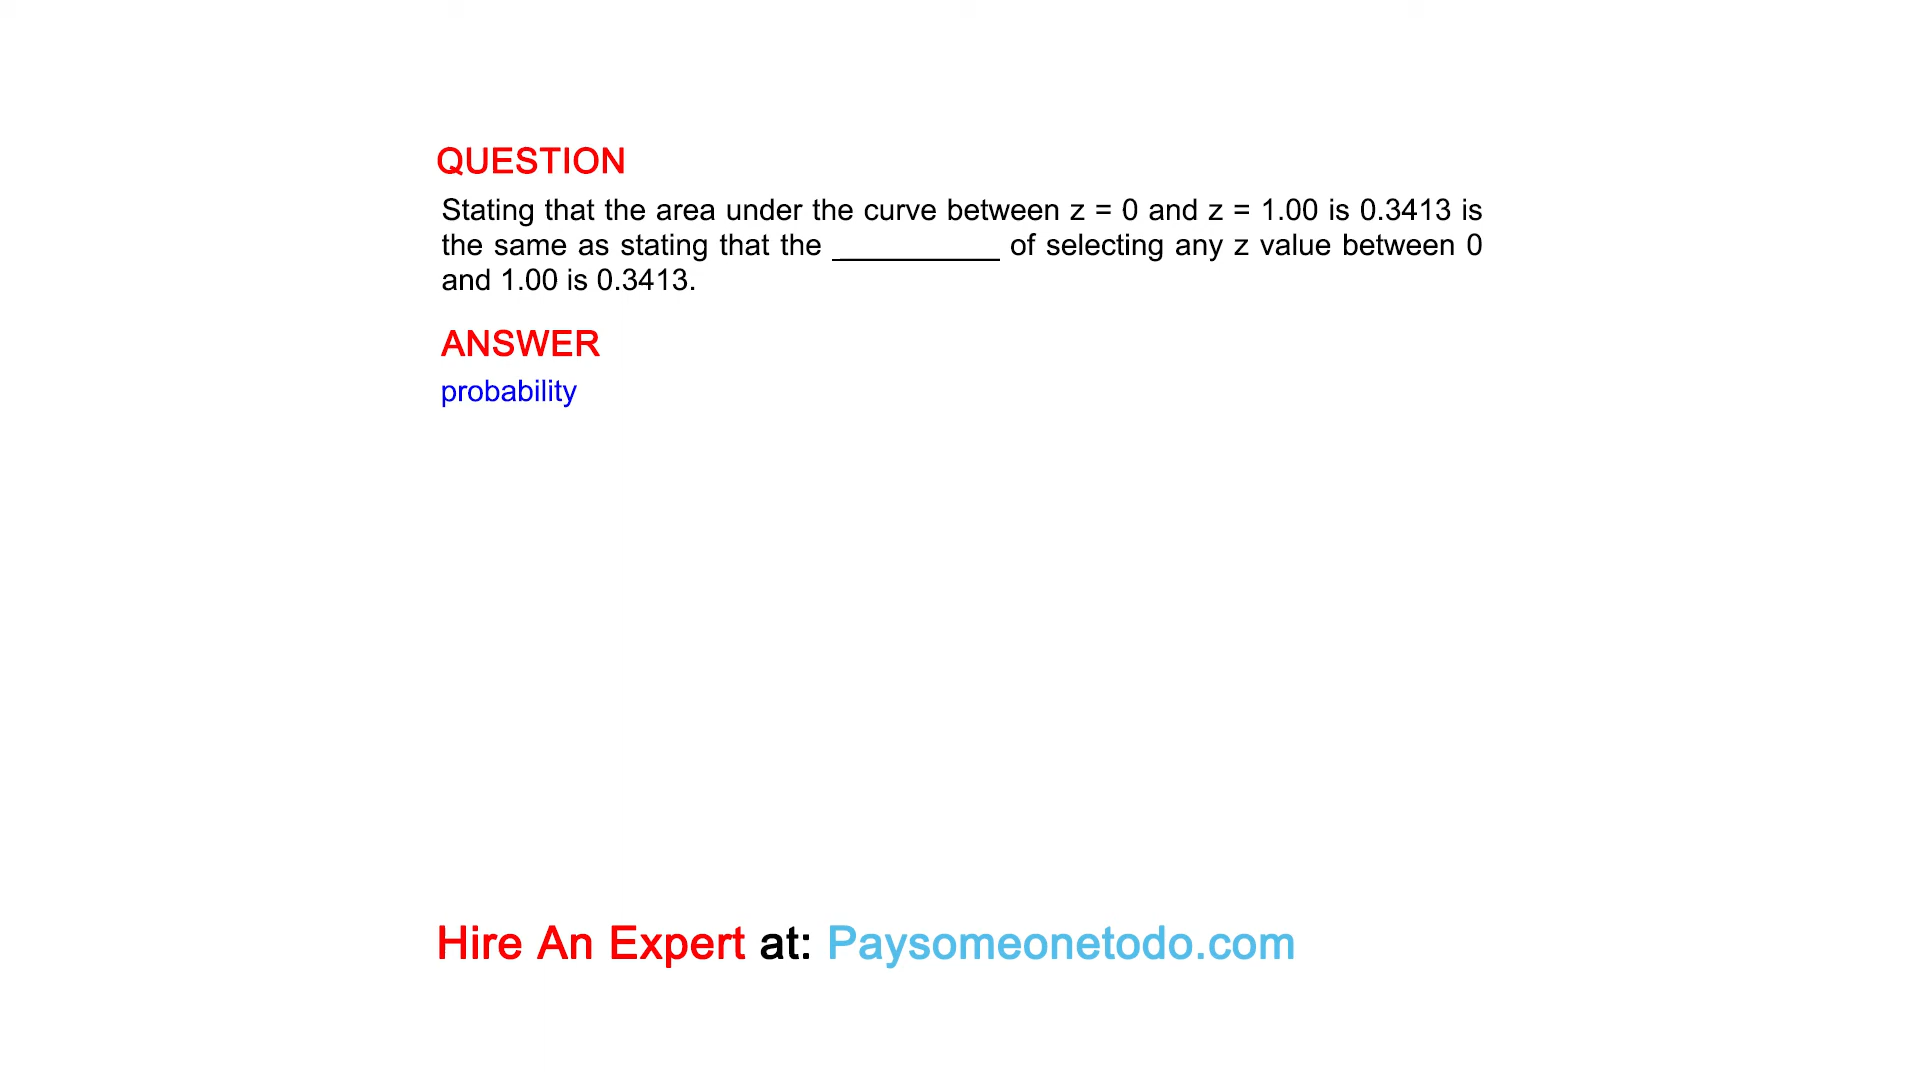 QUESTION
Stating that the area under the curve between z = 0 and z = 1.00 is 0.3413 is
the same as stating that the __________ of selecting any z value between 0
and 1.00 is 0.3413.
ANSWER
probability
Hire An Expert at: Paysomeonetodo.com